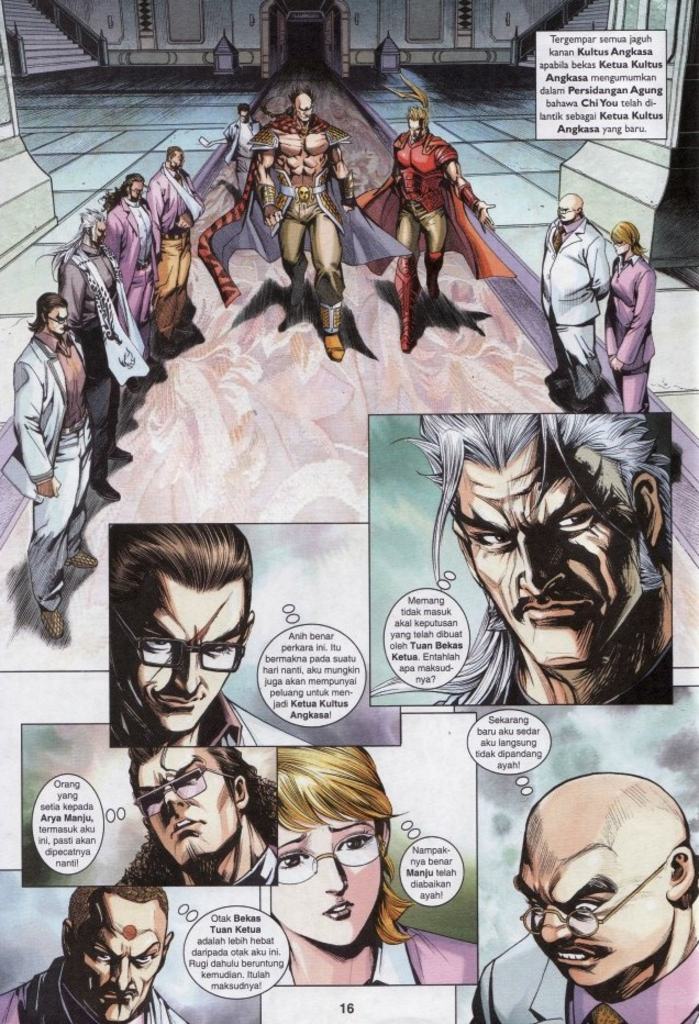 Tergempar semua jaguh
kanan Kultus Angkasa
apabila bekas Ketua Kultus
Angkasa mengumumkan
dalam Persidangan Agung
bahawa Chi You telah di-
lantik sebagai Ketua Kultus
Angkasa yang baru.
Memang
tidak masuk
akal keputusan
yang telah dibuat
oleh Tuan Bekas
Ketua. Entahlah
apa maksud-
nya?
Anih benar
perkara ini. Itu
bermakna pada suatu
hari nanti, aku mungkin
juga akan mempunyai
peluang untuk men-
jadi Ketua Kultus
Angkasa!
Sekarang
baru aku sedar
aku langsung
tidak dipandang
ayah!
Orang
yang
setia kepada
Arya Manju,
termasuk aku
ini, pasti akan
dipecatnya
nanti!
Nampak-
nya benar
Manju telah
diabaikan
ayah!
Otak Bekas
Tuan Ketua
adalah lebih hebat
daripada otak aku ini.
Rugi dahulu beruntung
kemudian. Itulah
maksudnya!
16